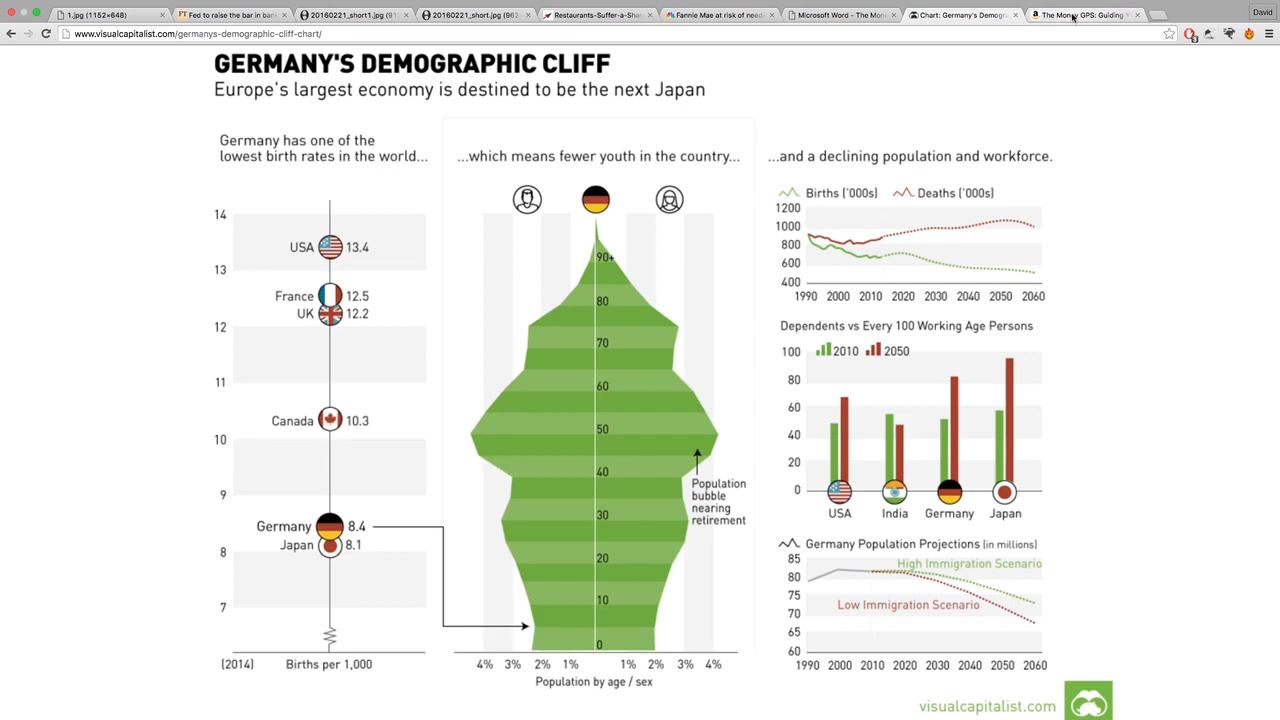 1.jpg (1152×648)
Fed to raise the bar in bank
20160221_short1.jpg (91
20160221_short.jpg (962
Restaurants-Suffer-a-Shar
Fannie Mae at risk of needi
Microsoft Word - The Mon
Chart: Germany's Demogra
The Money GPS: Guiding Y
David
www.visualcapitalist.com/germanys-demographic-cliff-chart/
GERMANY'S DEMOGRAPHIC CLIFF
Europe's largest economy is destined to be the next Japan
Germany has one of the
lowest birth rates in the world...
14
USA 13.4
13
France 12.5
UK 12.2
12
11
Canada 10.3
10
9
Germany 8.4
Japan 8.1
8
7
(2014) Births per 1,000
...which means fewer youth in the country...
90+
80
70
60
50
40
30
20
10
0
Population
bubble
nearing
retirement
4% 3% 2% 1% 1% 2% 3% 4%
Population by age / sex
...and a declining population and workforce.
Births ('000s) Deaths ('000s)
1200
1000
800
600
400
1990 2000 2010 2020 2030 2040 2050 2060
Dependents vs Every 100 Working Age Persons
2010 2050
100
80
60
40
20
0
USA India Germany Japan
Germany Population Projections (in millions)
85
High Immigration Scenario
80
75
Low Immigration Scenario
70
65
60
1990 2000 2010 2020 2030 2040 2050 2060
visualcapitalist.com